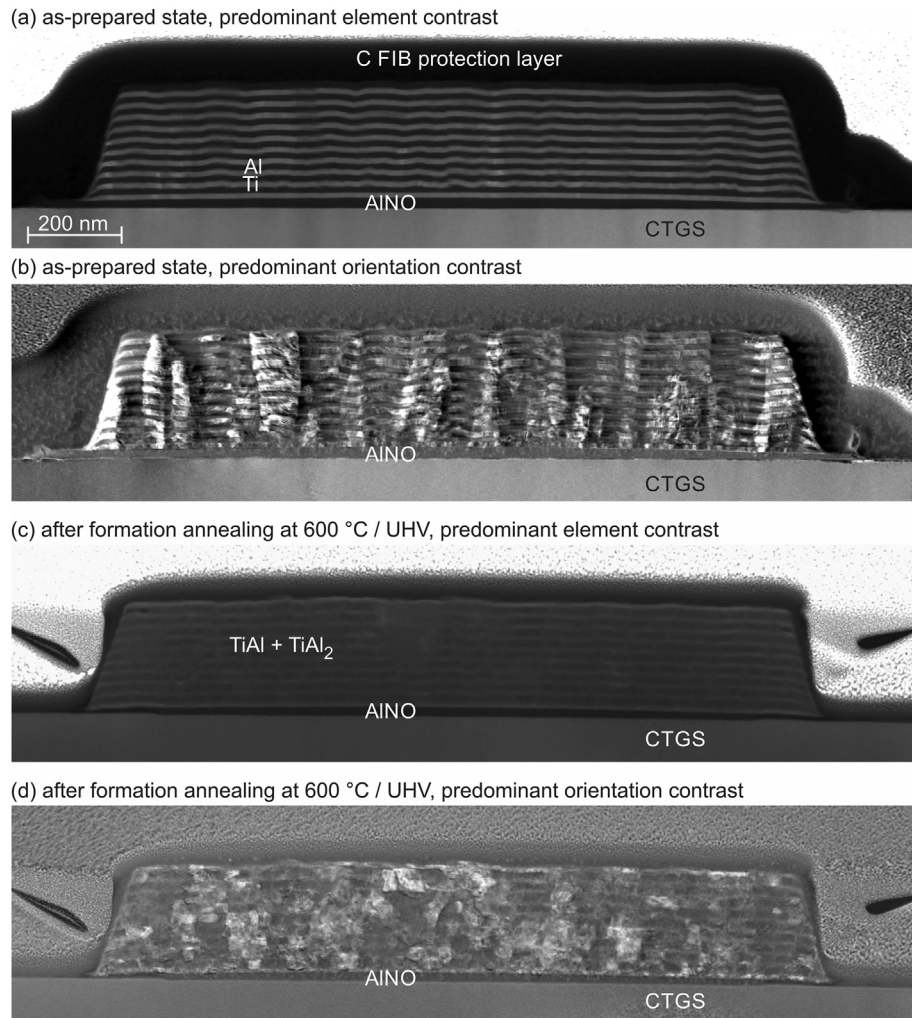 (a) as-prepared state, predominant element contrast
C FIB protection layer
Al
Ti
AlNO
200 nm
CTGS
(b) as-prepared state, predominant orientation contrast
AlNO
CTGS
(c) after formation annealing at 600 °C / UHV, predominant element contrast
TiAl + TiAl₂
AlNO
CTGS
(d) after formation annealing at 600 °C / UHV, predominant orientation contrast
AlNO
CTGS